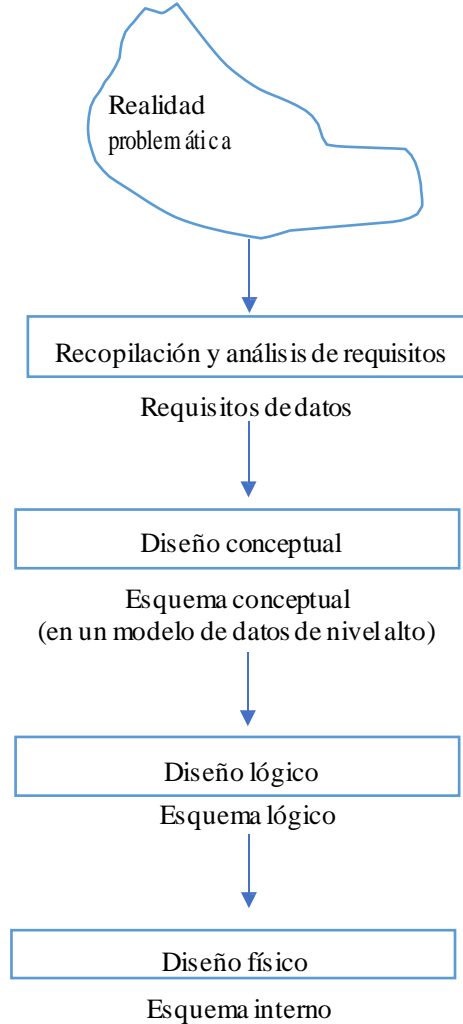 Realidad
problemática
Recopilación y análisis de requisitos
Requisitos de datos
Diseño conceptual
Esquema conceptual
(en un modelo de datos de nivel alto)
Diseño lógico
Esquema lógico
Diseño físico
Esquema interno